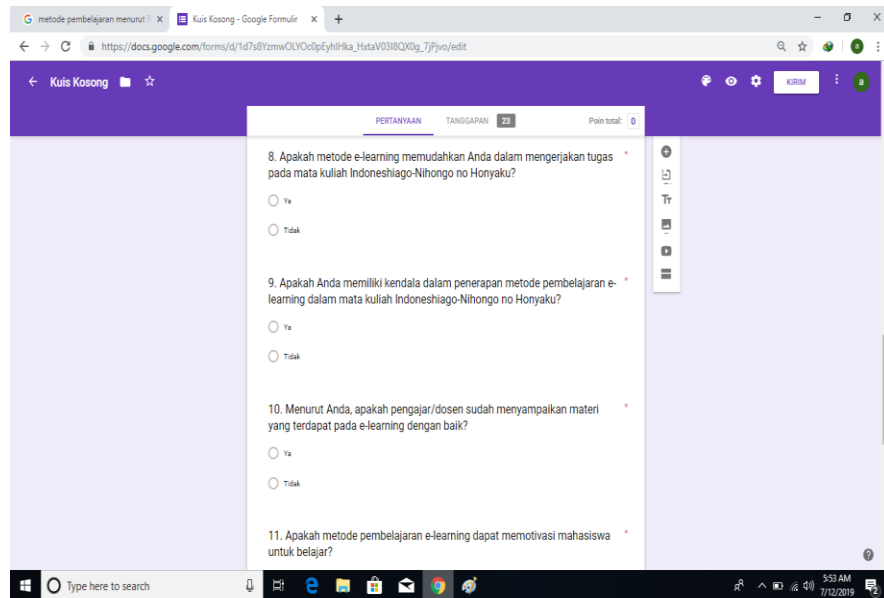 metode pembelajaran menurut
Kuis Kosong - Google Formulir
https://docs.google.com/forms/d/1d7s8YzmwOLYOc0pEyhlHka_HxtaV03I8QX0g_7jPjvo/edit
Kuis Kosong
KIRIM
a
PERTANYAAN TANGGAPAN 23 Poin total: 0
8. Apakah metode e-learning memudahkan Anda dalam mengerjakan tugas *
pada mata kuliah Indoneshiago-Nihongo no Honyaku?
Ya
Tidak
9. Apakah Anda memiliki kendala dalam penerapan metode pembelajaran e- *
learning dalam mata kuliah Indoneshiago-Nihongo no Honyaku?
Ya
Tidak
10. Menurut Anda, apakah pengajar/dosen sudah menyampaikan materi *
yang terdapat pada e-learning dengan baik?
Ya
Tidak
11. Apakah metode pembelajaran e-learning dapat memotivasi mahasiswa *
untuk belajar?
Type here to search
5:53 AM
7/12/2019